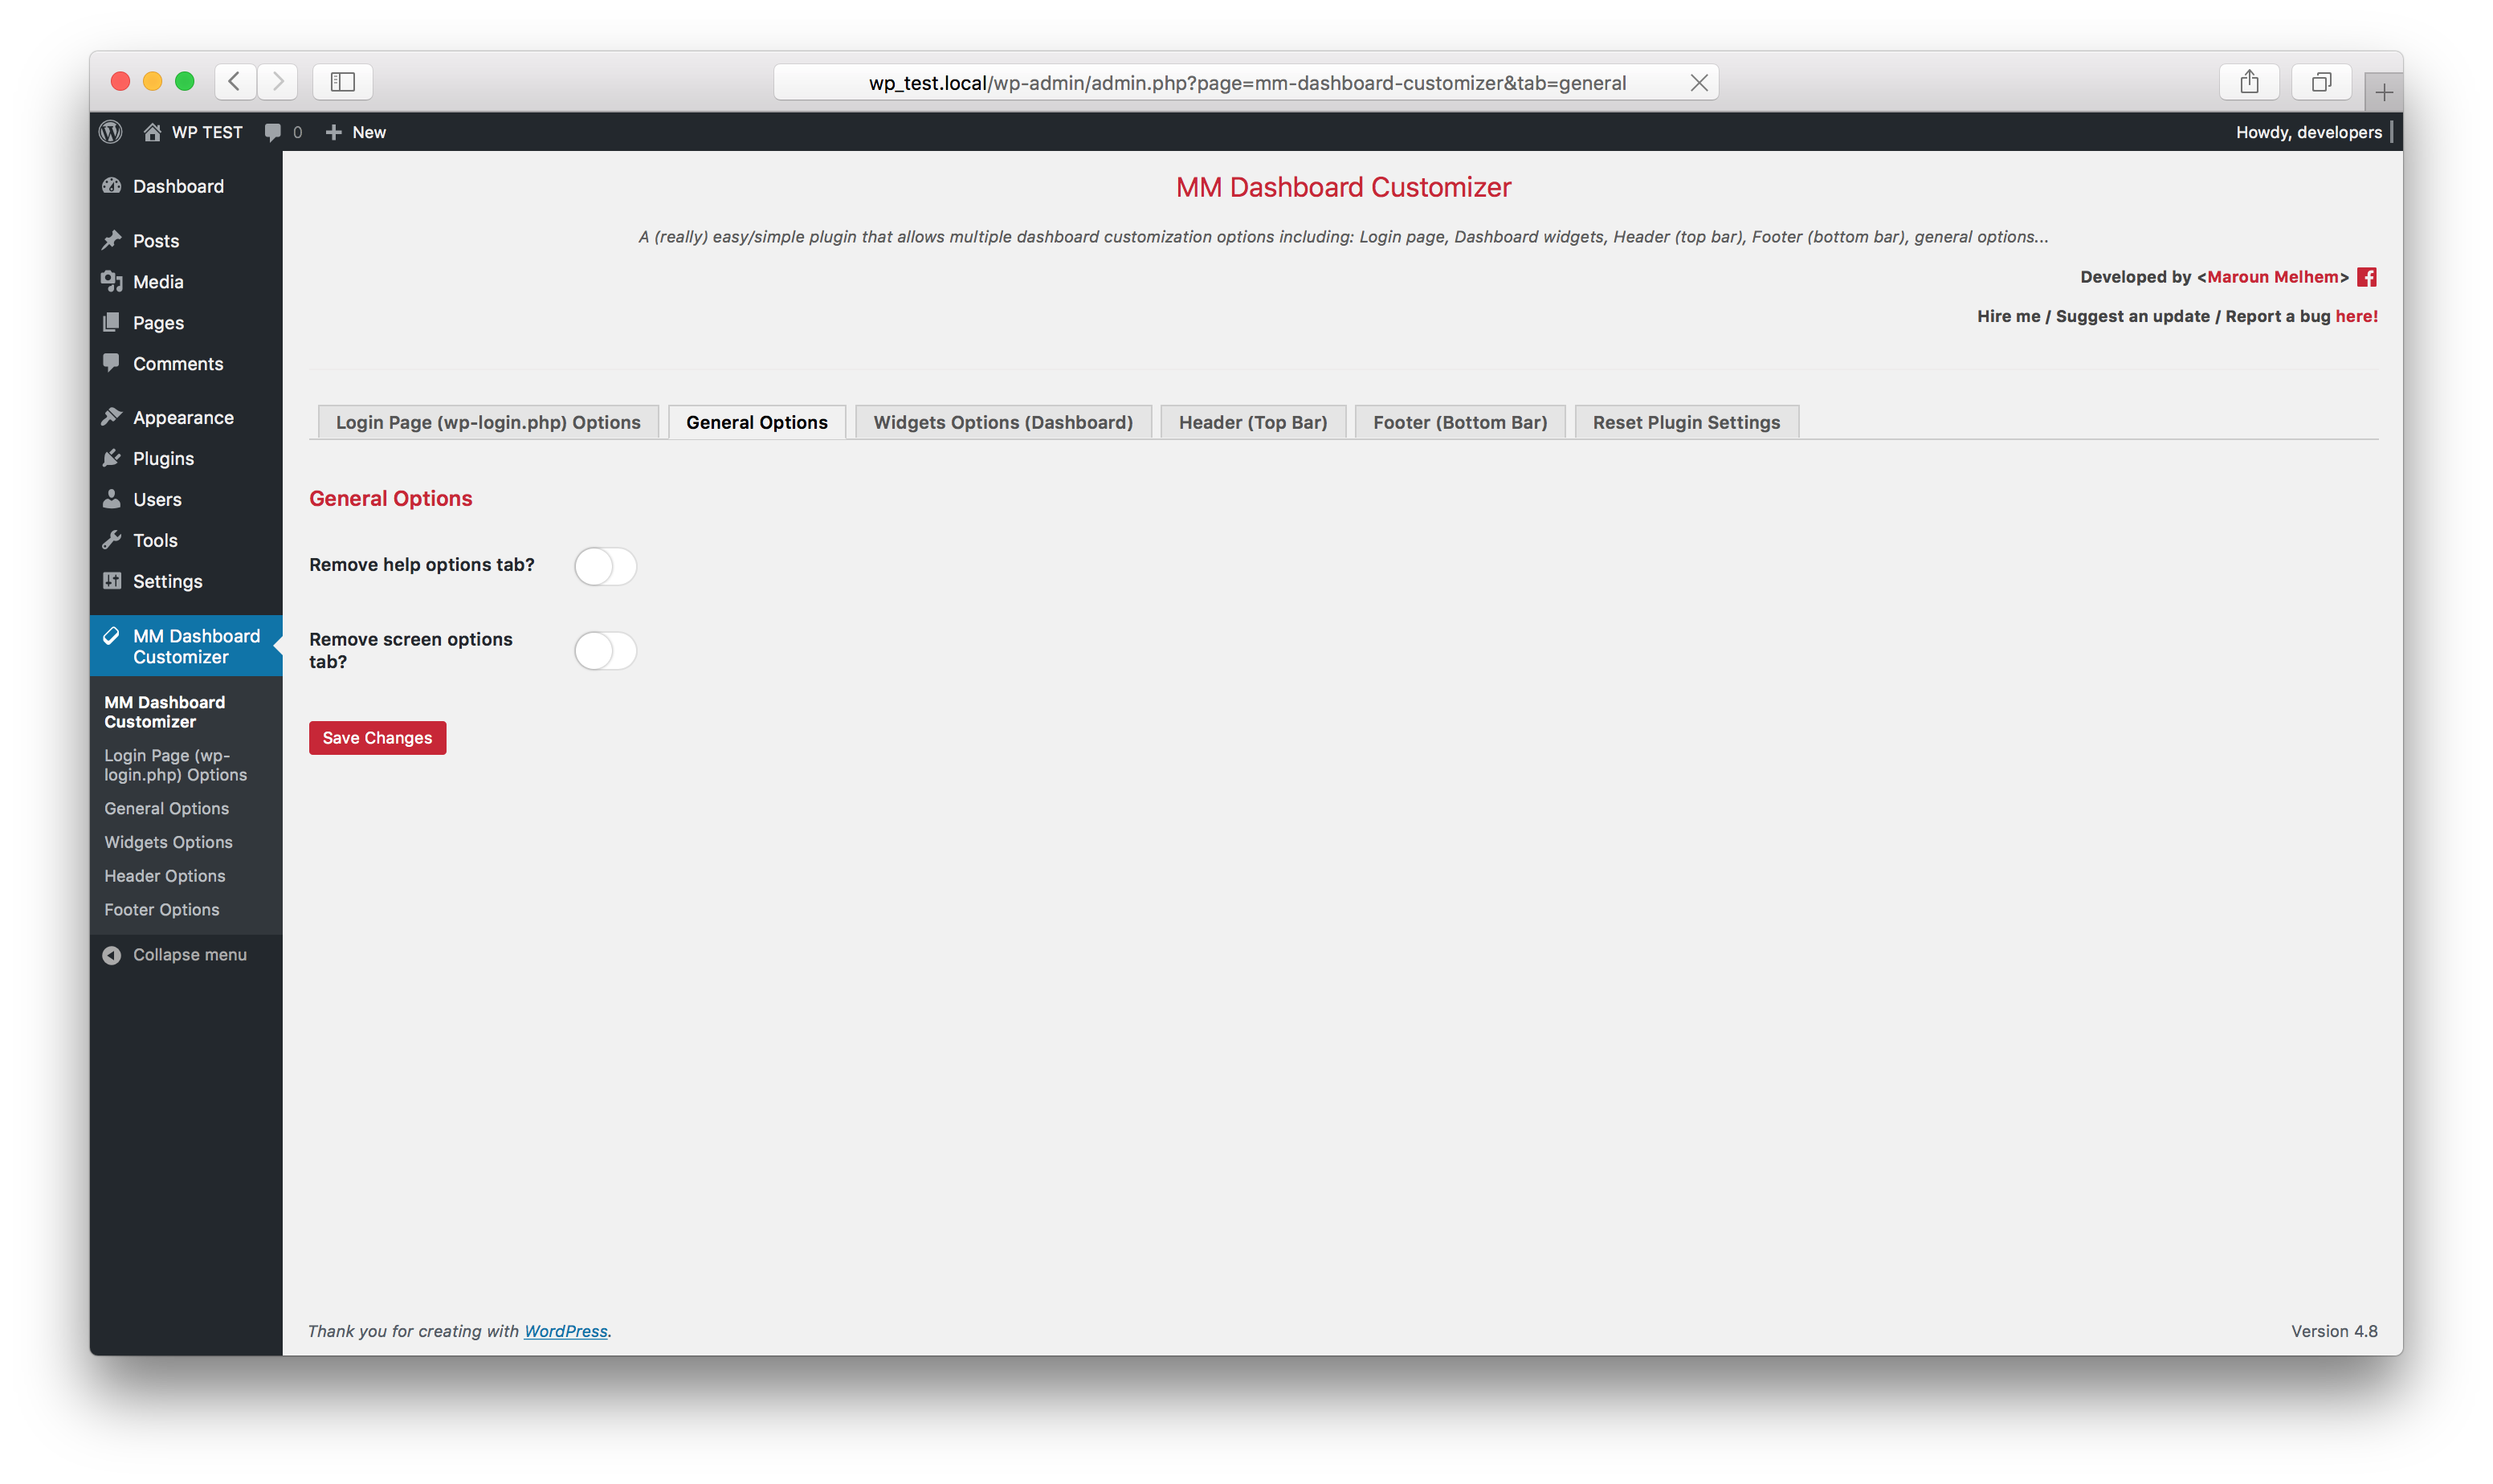 wp_test.local/wp-admin/admin.php?page=mm-dashboard-customizer&tab=general
WP TEST 0 New
Howdy, developers
Dashboard
Posts
Media
Pages
Comments
Appearance
Plugins
Users
Tools
Settings
MM Dashboard
Customizer
MM Dashboard
Customizer
Login Page (wp-
login.php) Options
General Options
Widgets Options
Header Options
Footer Options
Collapse menu
MM Dashboard Customizer
A (really) easy/simple plugin that allows multiple dashboard customization options including: Login page, Dashboard widgets, Header (top bar), Footer (bottom bar), general options...
Developed by <Maroun Melhem>
Hire me / Suggest an update / Report a bug here!
Login Page (wp-login.php) Options
General Options
Widgets Options (Dashboard)
Header (Top Bar)
Footer (Bottom Bar)
Reset Plugin Settings
General Options
Remove help options tab?
Remove screen options
tab?
Save Changes
Thank you for creating with WordPress.
Version 4.8